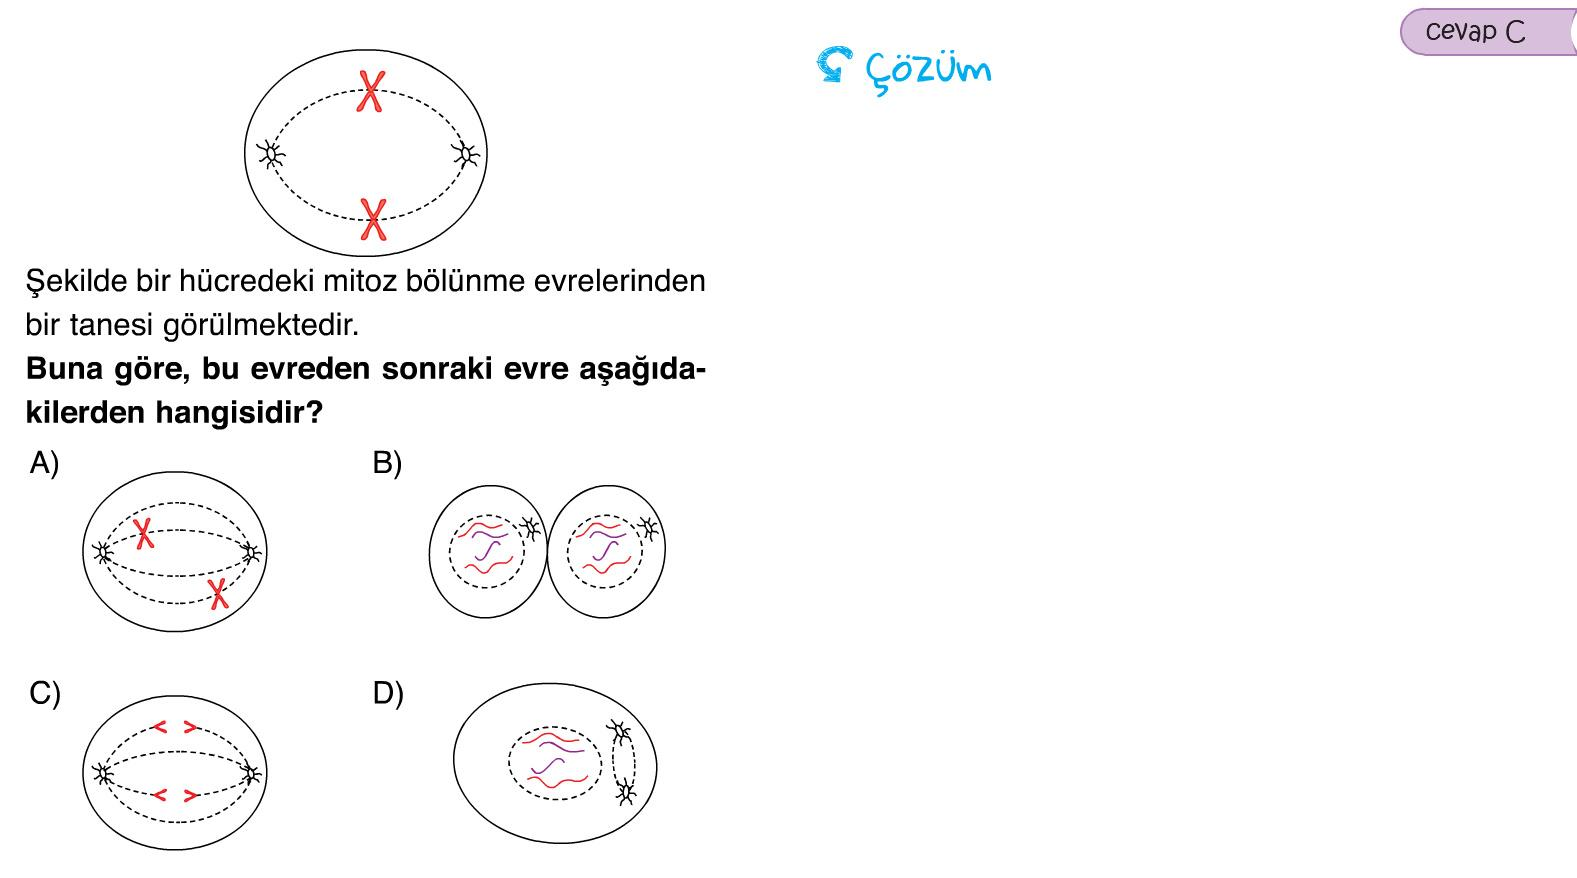 cevap C
Çözüm
Şekilde bir hücredeki mitoz bölünme evrelerinden
bir tanesi görülmektedir.
Buna göre, bu evreden sonraki evre aşağıda-
kilerden hangisidir?
A)
B)
C)
D)